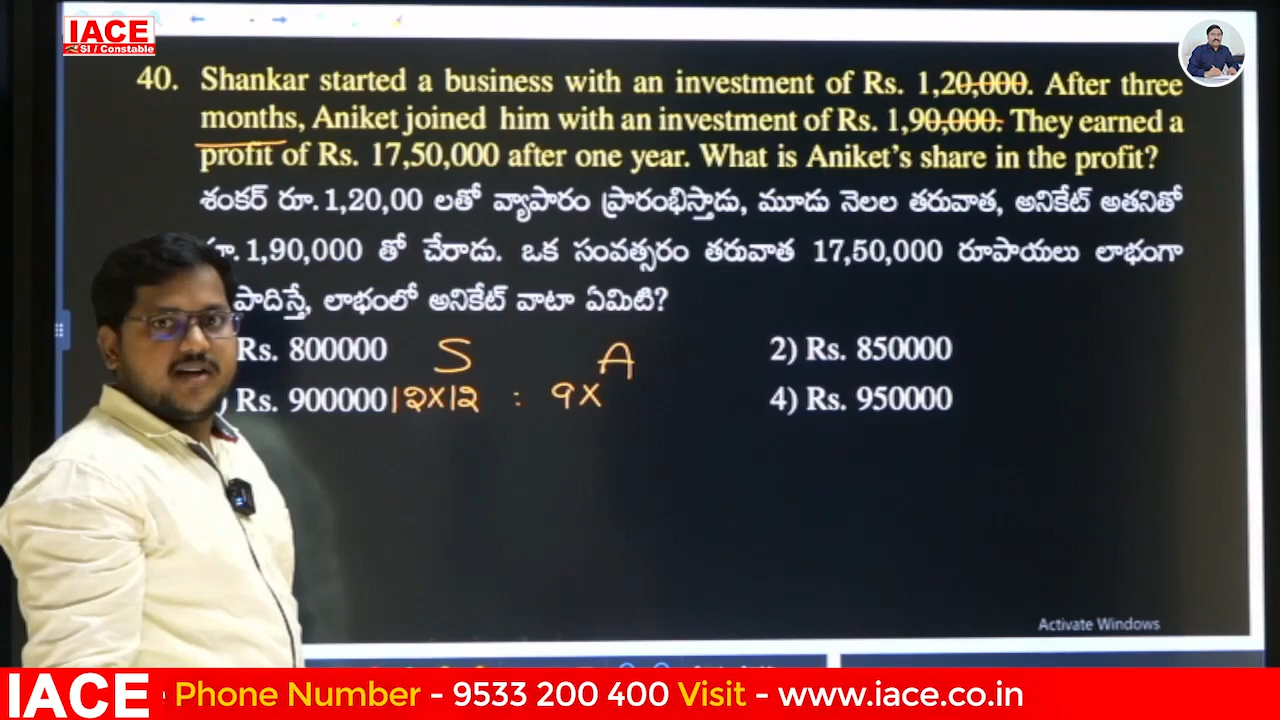 IACE
SI / Constable
40. Shankar started a business with an investment of Rs. 1,20,000. After three
months, Aniket joined him with an investment of Rs. 1,90,000. They earned a
profit of Rs. 17,50,000 after one year. What is Aniket's share in the profit?
శంకర్ రూ.1,20,00 లతో వ్యాపారం ప్రారంభిస్తాడు, మూడు నెలల తరువాత, అనికేట్ అతనితో
రూ.1,90,000 తో చేరాడు. ఒక సంవత్సరం తరువాత 17,50,000 రూపాయలు లాభంగా
పాదిస్తే, లాభంలో అనికేట్ వాటా ఏమిటి?
Rs. 800000
2) Rs. 850000
S A
) Rs. 900000
12X12 : 9X
4) Rs. 950000
Activate Windows
IACE - Phone Number - 9533 200 400 Visit - www.iace.co.in